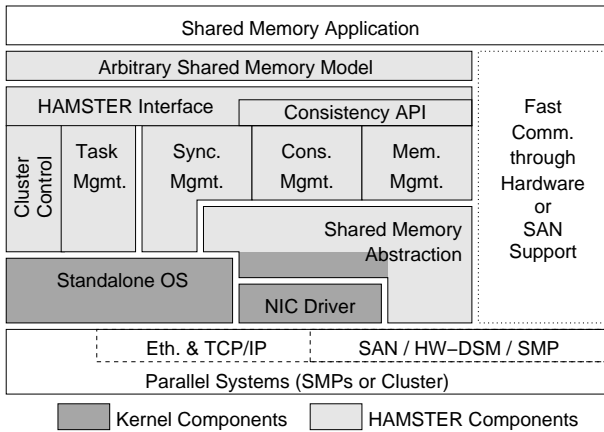 Shared Memory Application
Arbitrary Shared Memory Model
HAMSTER Interface
Consistency API
Cluster
Control
Task
Mgmt.
Sync.
Mgmt.
Cons.
Mgmt.
Mem.
Mgmt.
Fast
Comm.
through
Hardware
or
SAN
Support
Shared Memory
Abstraction
Standalone OS
NIC Driver
Eth. & TCP/IP
SAN / HW−DSM / SMP
Parallel Systems (SMPs or Cluster)
Kernel Components
HAMSTER Components